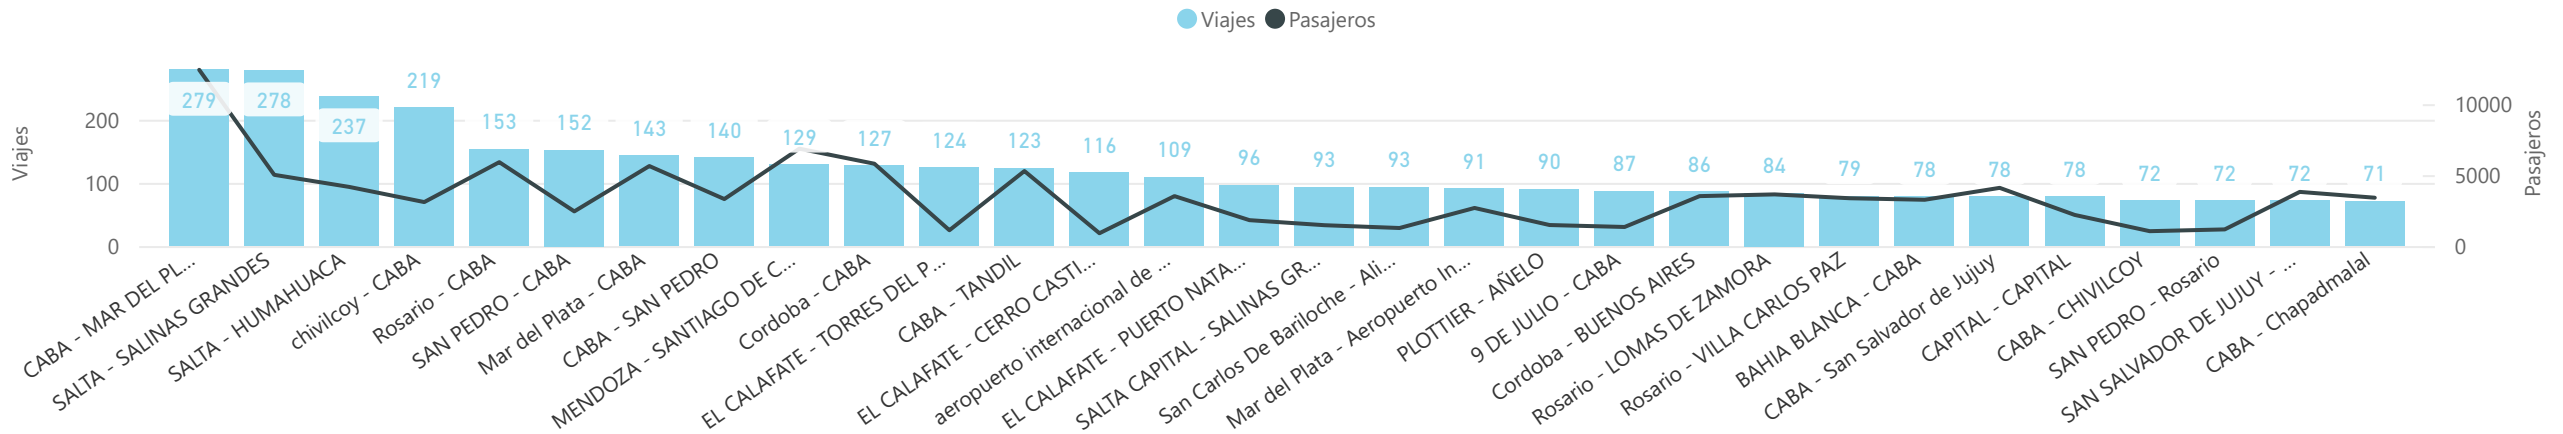 Viajes Pasajeros
Viajes
200
100
0
279
278
237
219
153
152
143
140
129
127
124
123
116
109
96
93
93
91
90
87
86
84
79
78
78
78
72
72
72
71
10000
5000
0
Pasajeros
CABA - MAR DEL PL...
SALTA - SALINAS GRANDES
SALTA - HUMAHUACA
chivilcoy - CABA
Rosario - CABA
SAN PEDRO - CABA
Mar del Plata - CABA
CABA - SAN PEDRO
MENDOZA - SANTIAGO DE C...
Cordoba - CABA
EL CALAFATE - TORRES DEL P...
CABA - TANDIL
EL CALAFATE - CERRO CASTI...
aeropuerto internacional de ...
EL CALAFATE - PUERTO NATA...
SALTA CAPITAL - SALINAS GR...
San Carlos De Bariloche - Ali...
Mar del Plata - Aeropuerto In...
PLOTTIER - AÑELO
9 DE JULIO - CABA
Cordoba - BUENOS AIRES
Rosario - LOMAS DE ZAMORA
Rosario - VILLA CARLOS PAZ
BAHIA BLANCA - CABA
CABA - San Salvador de Jujuy
CAPITAL - CAPITAL
CABA - CHIVILCOY
SAN PEDRO - Rosario
SAN SALVADOR DE JUJUY - ...
CABA - Chapadmalal